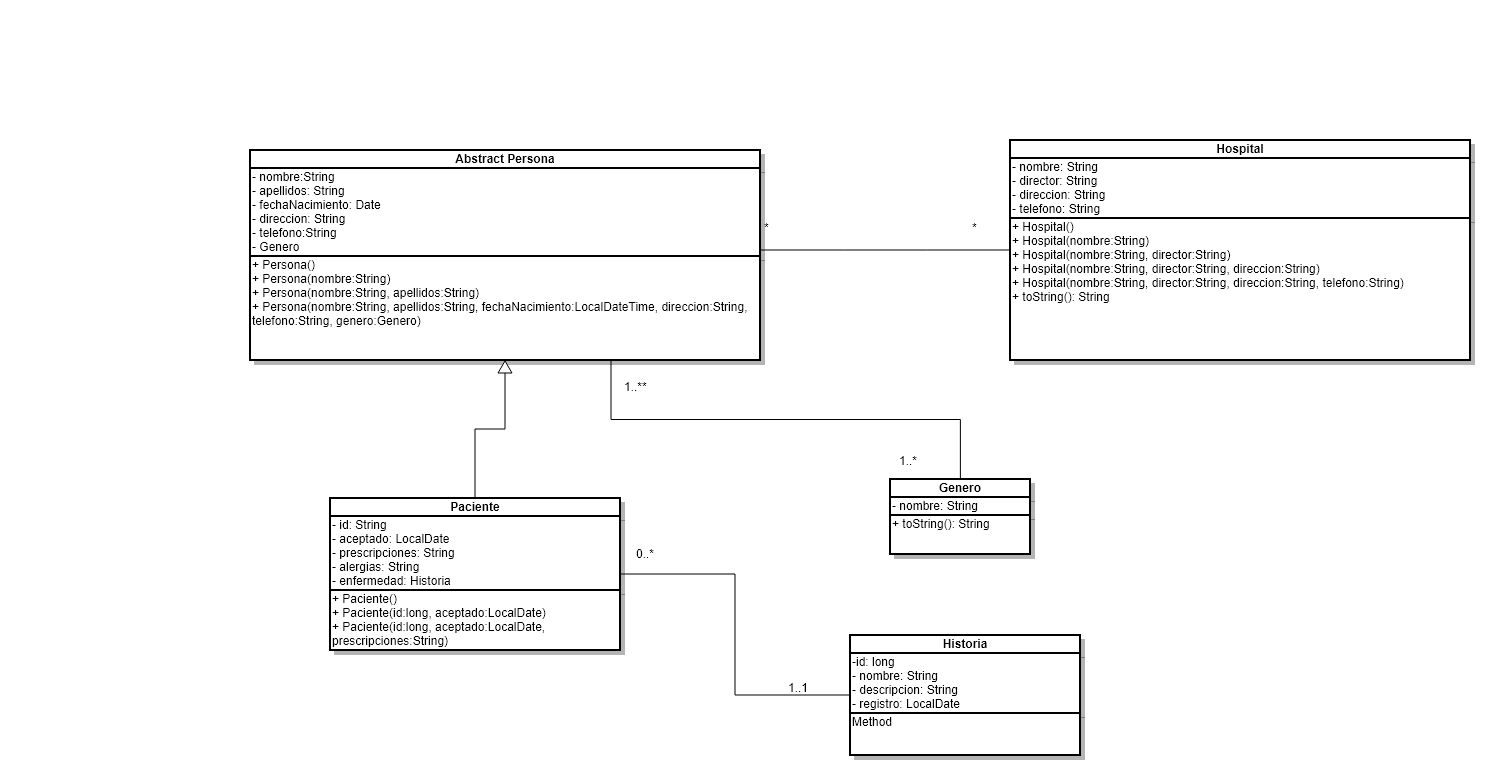 Abstract Persona
- nombre:String
- apellidos: String
- fechaNacimiento: Date
- direccion: String
- telefono:String
- Genero
+ Persona()
+ Persona(nombre:String)
+ Persona(nombre:String, apellidos:String)
+ Persona(nombre:String, apellidos:String, fechaNacimiento:LocalDateTime, direccion:String,
telefono:String, genero:Genero)
*
*
Hospital
- nombre: String
- director: String
- direccion: String
- telefono: String
+ Hospital()
+ Hospital(nombre:String)
+ Hospital(nombre:String, director:String)
+ Hospital(nombre:String, director:String, direccion:String)
+ Hospital(nombre:String, director:String, direccion:String, telefono:String)
+ toString(): String
1..**
1..*
Genero
- nombre: String
+ toString(): String
Paciente
- id: String
- aceptado: LocalDate
- prescripciones: String
- alergias: String
- enfermedad: Historia
+ Paciente()
+ Paciente(id:long, aceptado:LocalDate)
+ Paciente(id:long, aceptado:LocalDate,
prescripciones:String)
0..*
1..1
Historia
-id: long
- nombre: String
- descripcion: String
- registro: LocalDate
Method